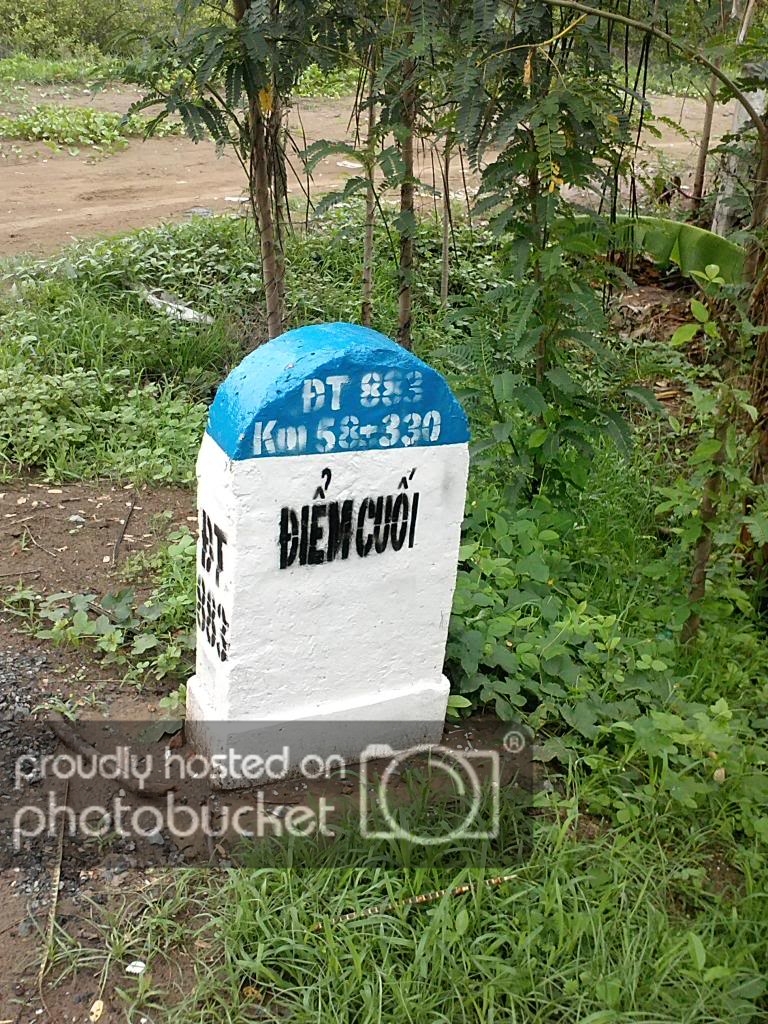 ĐT 883
Km 58+330
ĐIỂM CUỐI
ĐT
883
proudly hosted on
photobucket®